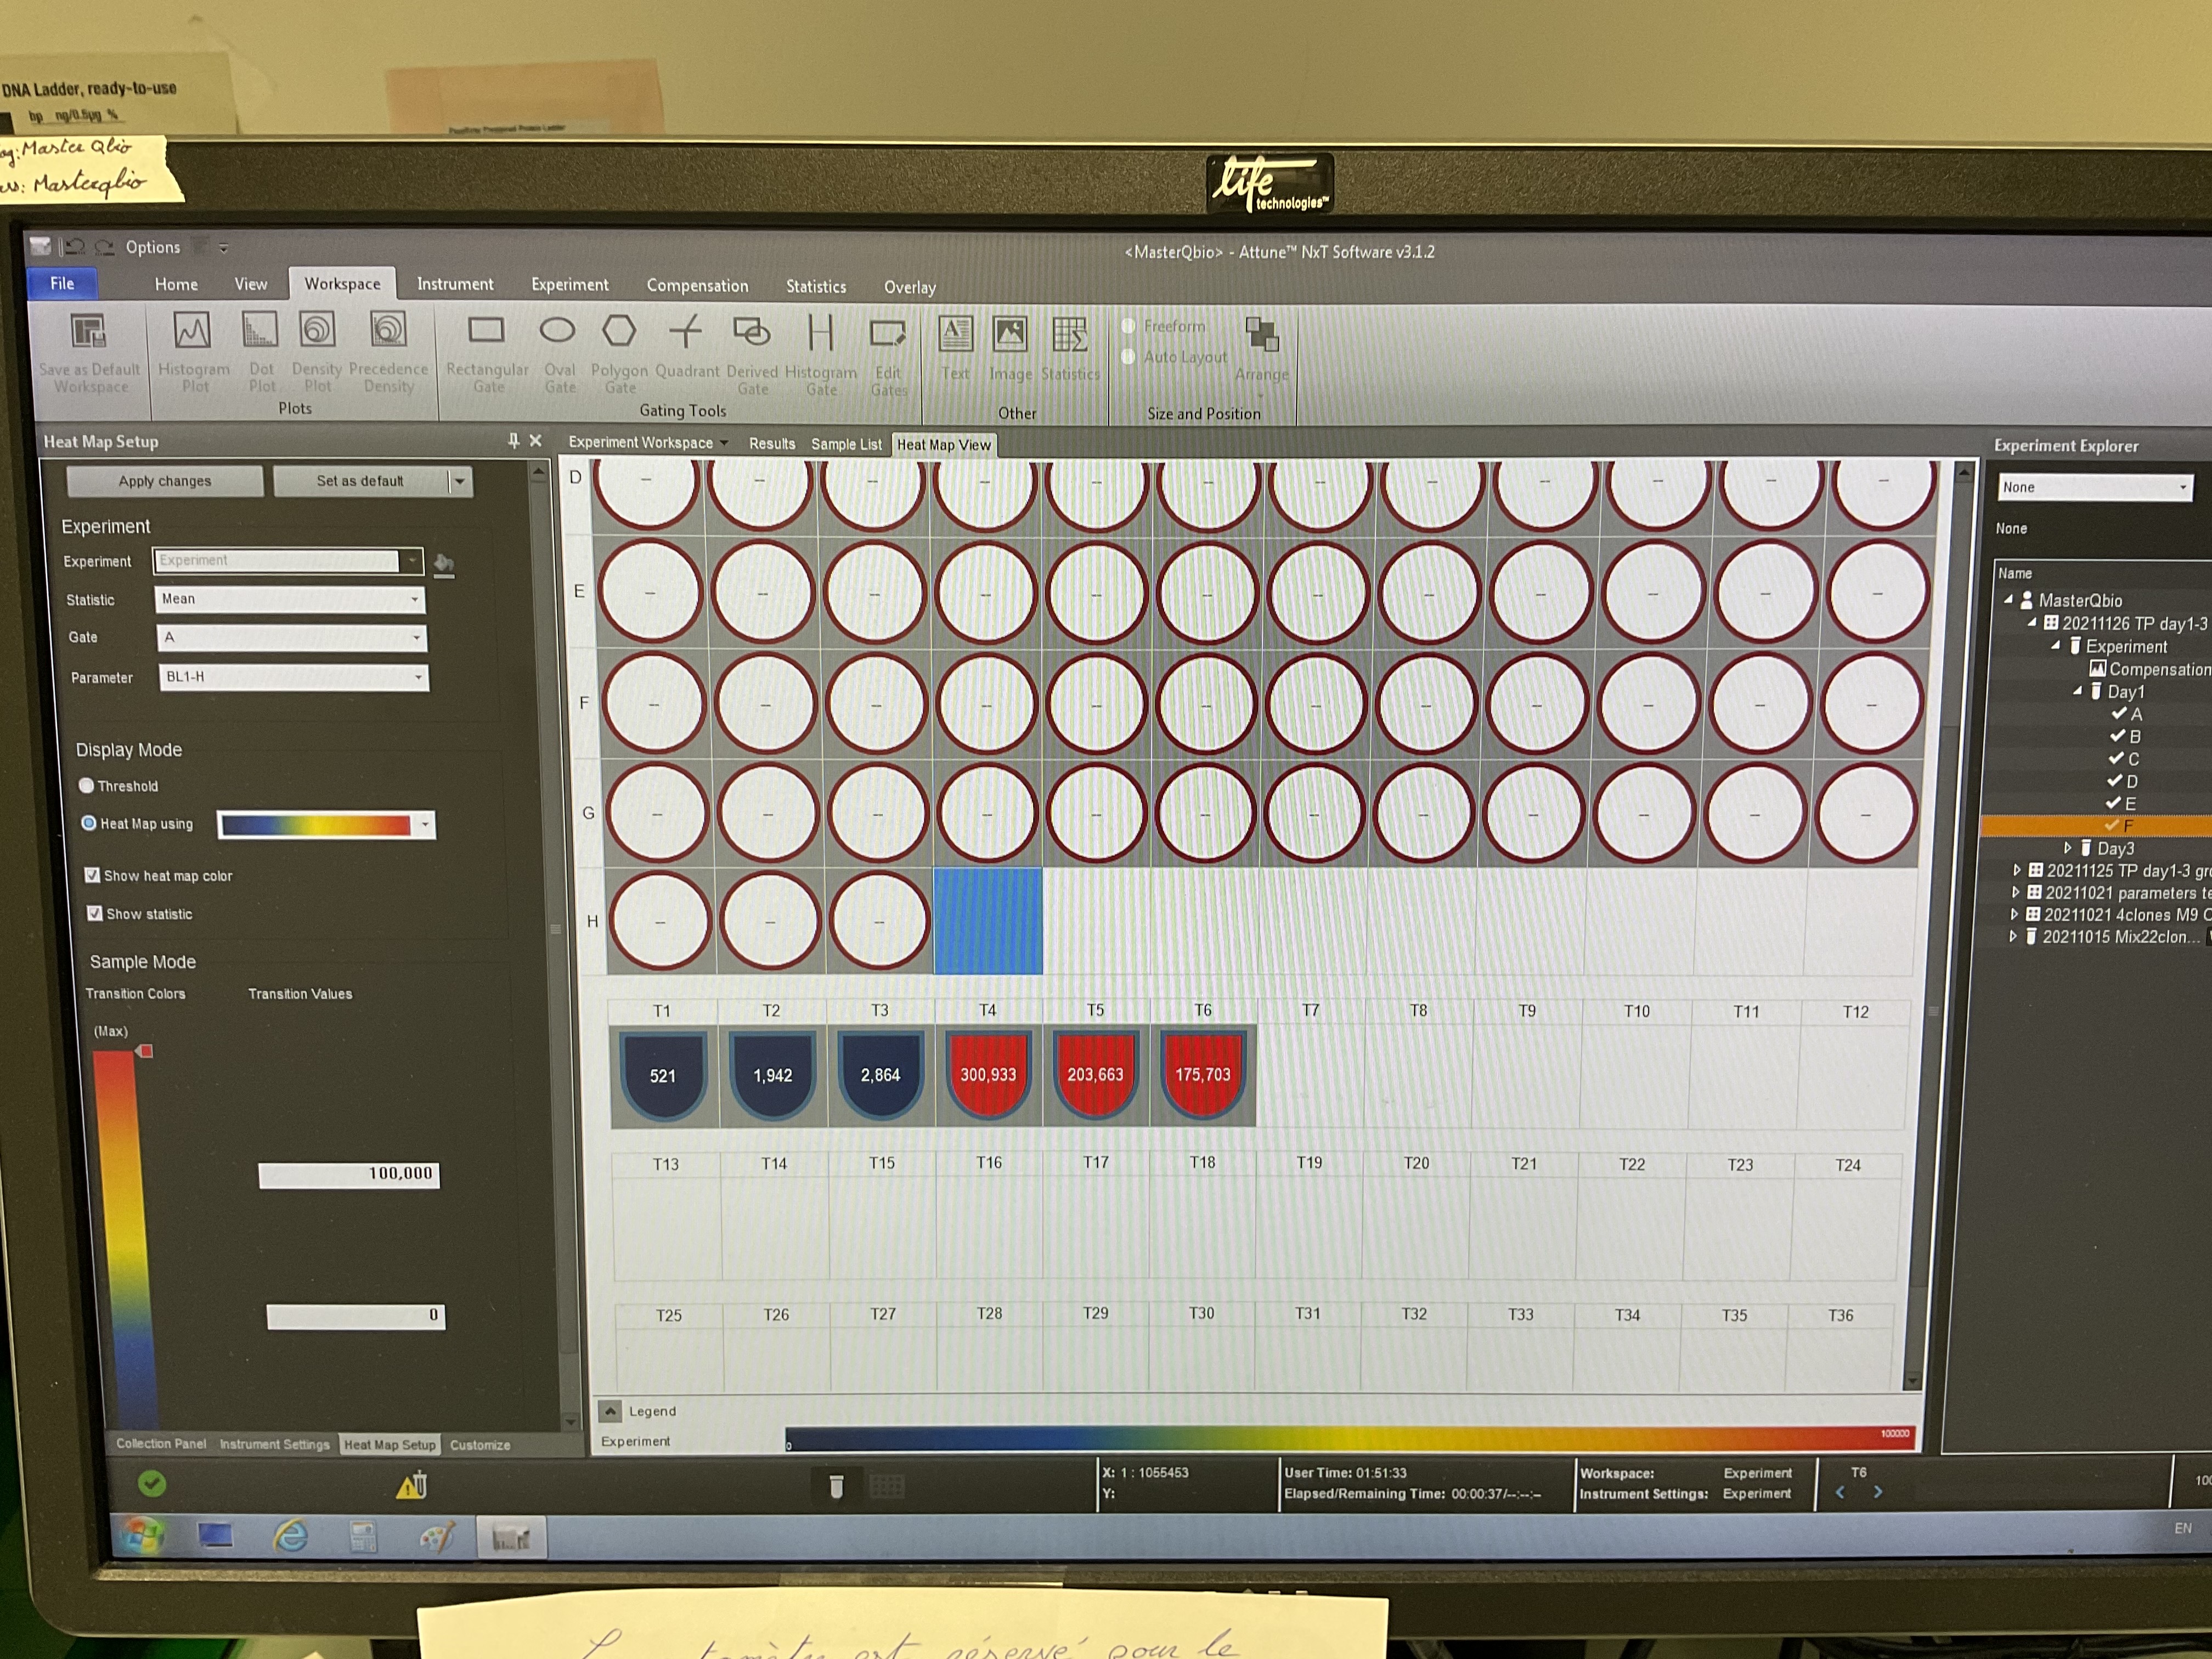 DNA Ladder, ready-to-use
bp ng/0.5µg %
Master Qbio
Masterqbio
life
technologies™
Options
<MasterQbio> - Attune™ NxT Software v3.1.2
File Home View Workspace Instrument Experiment Compensation Statistics Overlay
Save as Default Workspace
Histogram Plot
Dot Plot
Density Plot
Precedence Density
Plots
Rectangular Gate
Oval Gate
Polygon Gate
Quadrant
Derived Gate
Histogram Gate
Edit Gates
Gating Tools
Text Image Statistics
Other
Freeform
Auto Layout
Arrange
Size and Position
Heat Map Setup
Apply changes Set as default
Experiment
Experiment Experiment
Statistic Mean
Gate A
Parameter BL1-H
Display Mode
Threshold
Heat Map using
Show heat map color
Show statistic
Sample Mode
Transition Colors Transition Values
(Max)
100,000
0
Collection Panel Instrument Settings Heat Map Setup Customize
Experiment Workspace Results Sample List Heat Map View
D -- -- -- -- -- -- -- -- -- -- -- --
E -- -- -- -- -- -- -- -- -- -- -- --
F -- -- -- -- -- -- -- -- -- -- -- --
G -- -- -- -- -- -- -- -- -- -- -- --
H -- -- --
T1 T2 T3 T4 T5 T6 T7 T8 T9 T10 T11 T12
521 1,942 2,864 300,933 203,663 175,703
T13 T14 T15 T16 T17 T18 T19 T20 T21 T22 T23 T24
T25 T26 T27 T28 T29 T30 T31 T32 T33 T34 T35 T36
Legend
Experiment 0 100000
Experiment Explorer
None
None
Name
MasterQbio
20211126 TP day1-3
Experiment
Compensation
Day1
A
B
C
D
E
F
Day3
20211125 TP day1-3 gr
20211021 parameters te
20211021 4clones M9 C
20211015 Mix22clon...
X: 1 : 1055453
Y:
User Time: 01:51:33
Elapsed/Remaining Time: 00:00:37/--:--:--
Workspace: Experiment
Instrument Settings: Experiment
T6
< >
EN
est réservé pour le